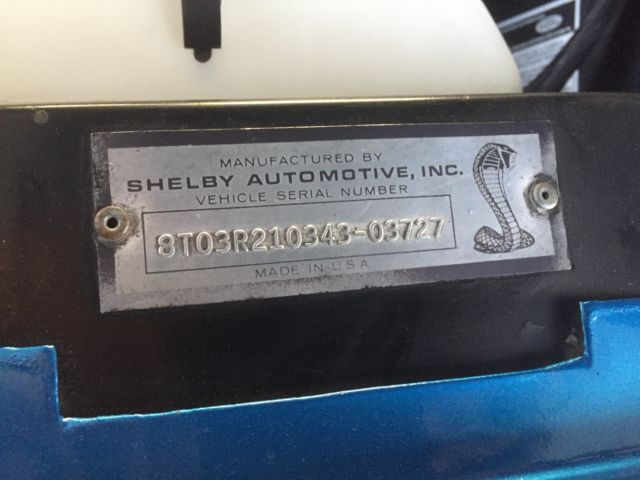 MANUFACTURED BY
SHELBY AUTOMOTIVE, INC.
VEHICLE SERIAL NUMBER
8T03R210343-03727
MADE IN U.S.A.